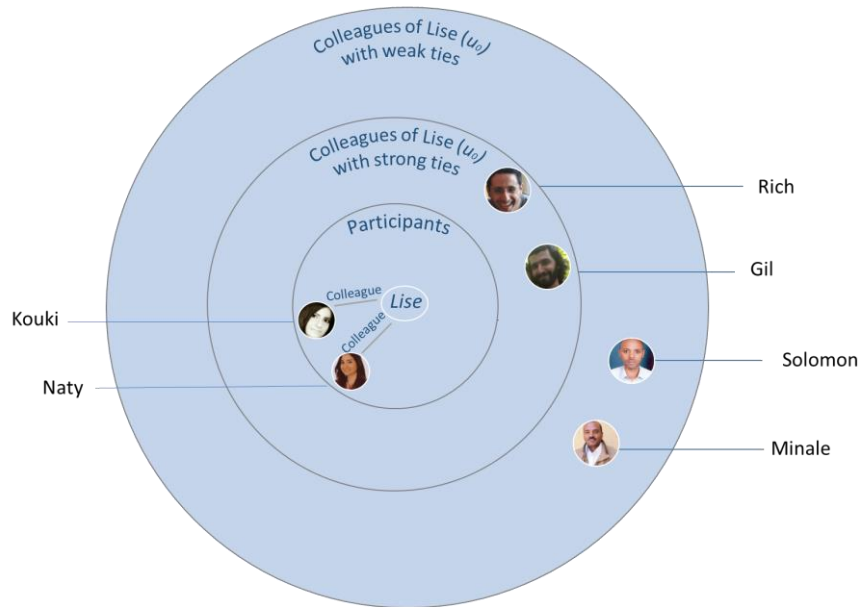 Colleagues of Lise (u₀)
with weak ties
Colleagues of Lise (u₀)
with strong ties
Rich
Participants
Gil
Colleague
Lise
Kouki
Colleague
Solomon
Naty
Minale